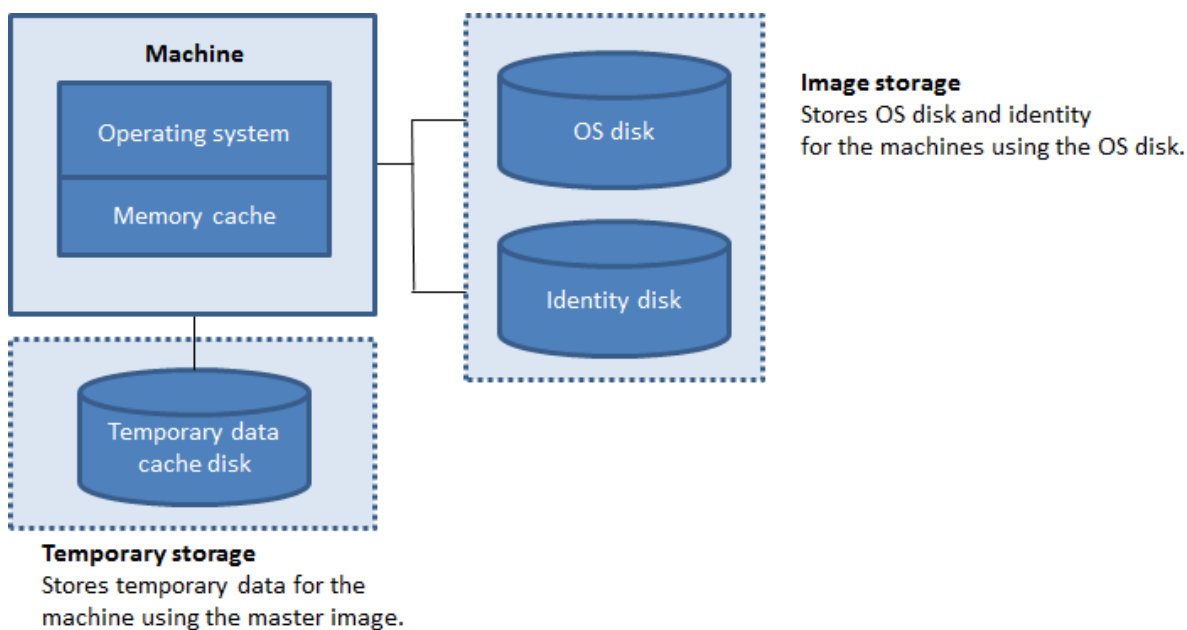 Machine
Operating system
Memory cache
OS disk
Identity disk
Image storage
Stores OS disk and identity
for the machines using the OS disk.
Temporary data
cache disk
Temporary storage
Stores temporary data for the
machine using the master image.